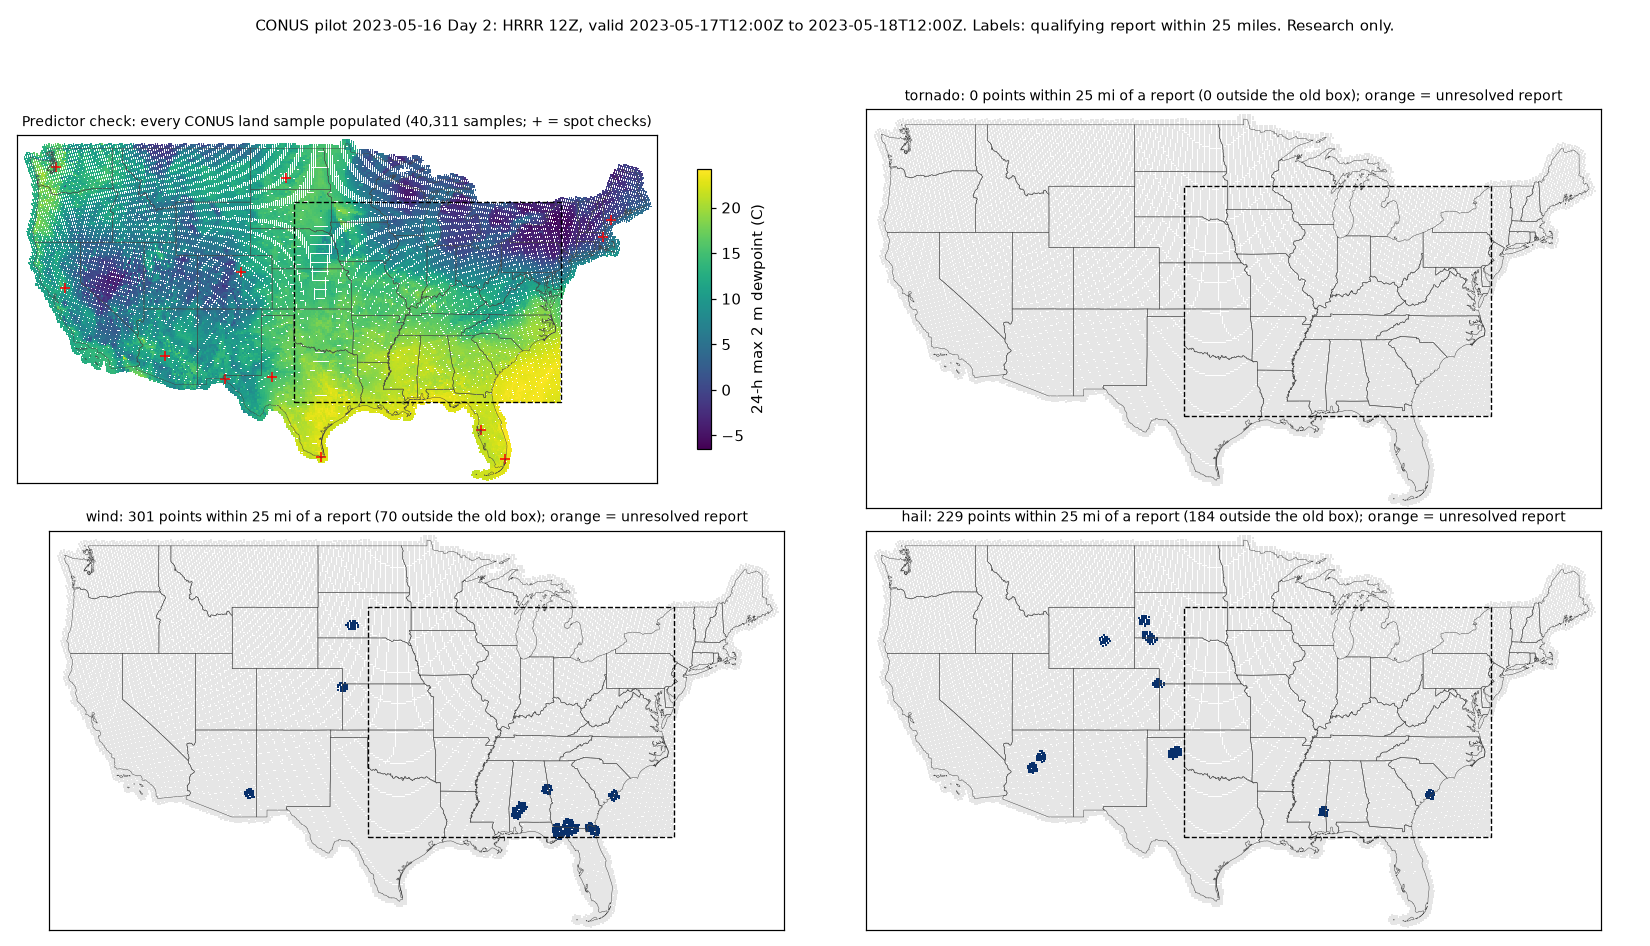 CONUS pilot 2023-05-16 Day 2: HRRR 12Z, valid 2023-05-17T12:00Z to 2023-05-18T12:00Z. Labels: qualifying report within 25 miles. Research only.
Predictor check: every CONUS land sample populated (40,311 samples; + = spot checks)
20
15
10
5
0
−5
24-h max 2 m dewpoint (C)
tornado: 0 points within 25 mi of a report (0 outside the old box); orange = unresolved report
wind: 301 points within 25 mi of a report (70 outside the old box); orange = unresolved report
hail: 229 points within 25 mi of a report (184 outside the old box); orange = unresolved report